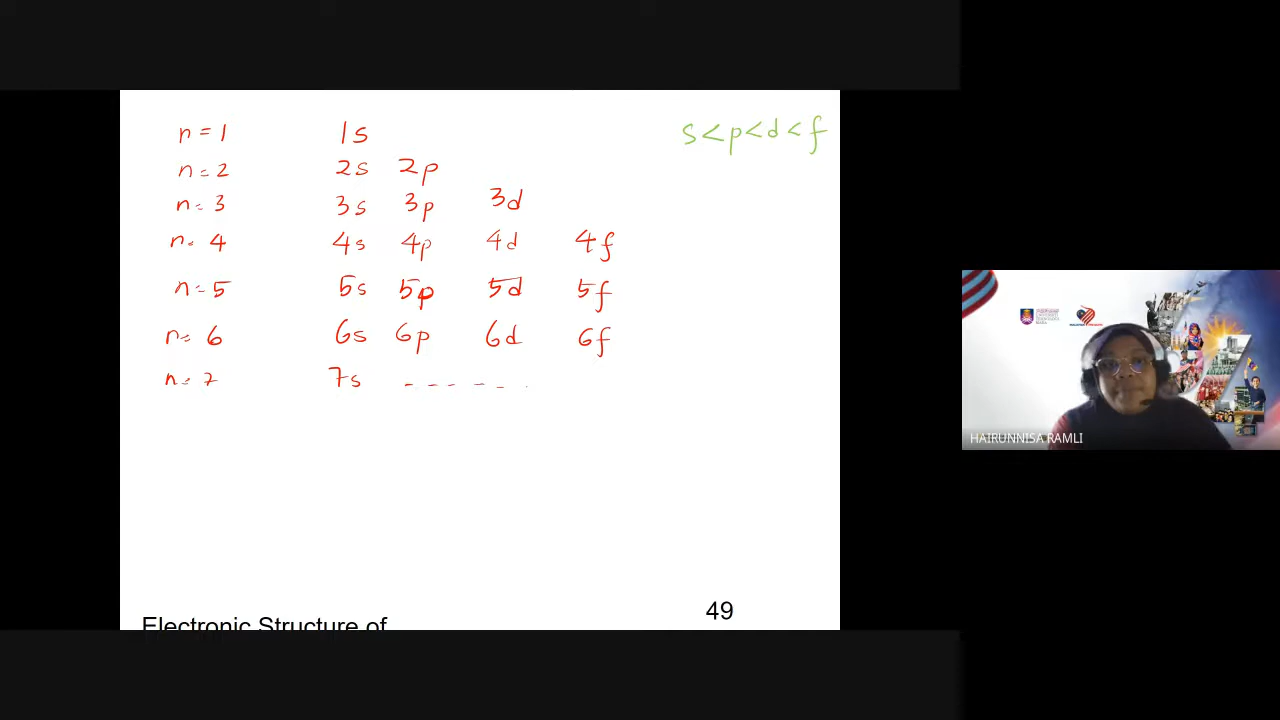 n = 1 1s s < p < d < f
n = 2 2s 2p
n = 3 3s 3p 3d
n = 4 4s 4p 4d 4f
n = 5 5s 5p 5d 5f
n = 6 6s 6p 6d 6f
n = 7 7s - - - - - -
HAIRUNNISA RAMLI
49
Electronic Structure of